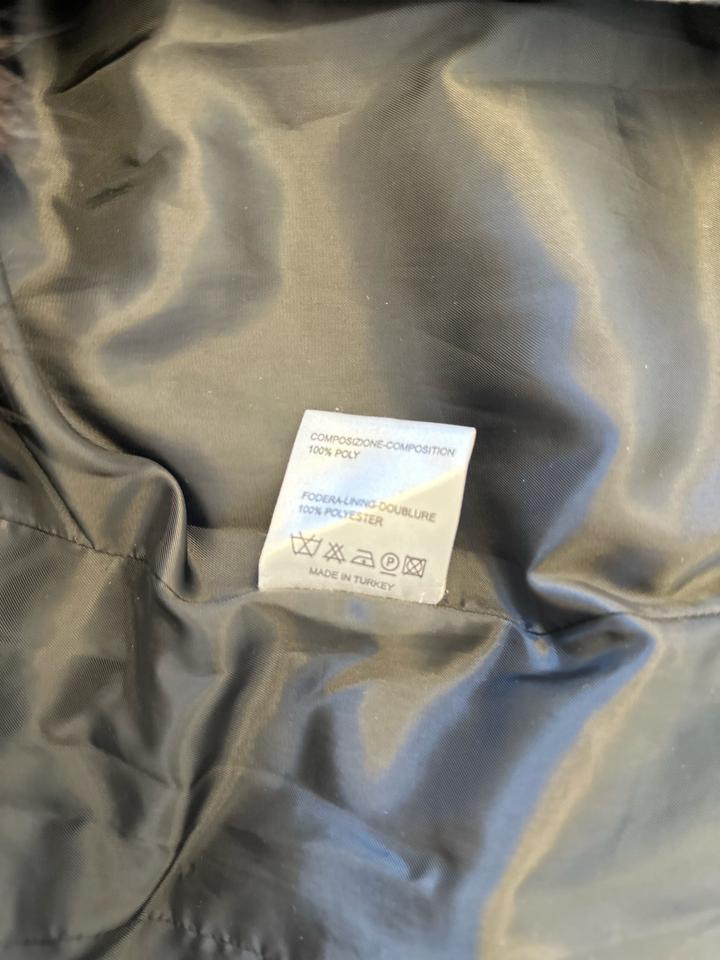 COMPOSIZIONE-COMPOSITION
100% POLY
FODERA-LINING-DOUBLURE
100% POLYESTER
P
MADE IN TURKEY